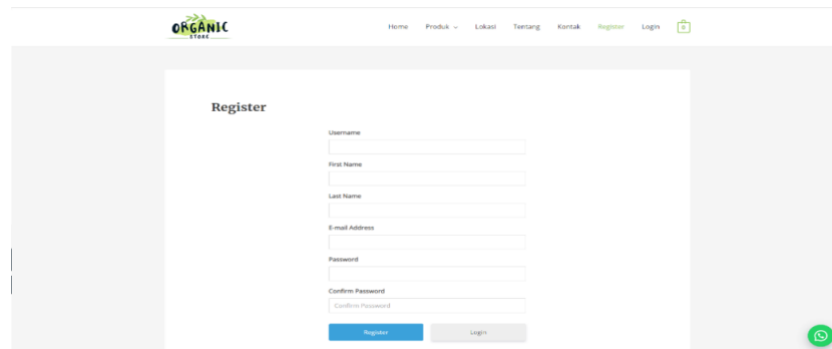 ORGANIC
STORE
Home Produk Lokasi Tentang Kontak Register Login 0
Register
Username
First Name
Last Name
E-mail Address
Password
Confirm Password
Confirm Password
Register Login